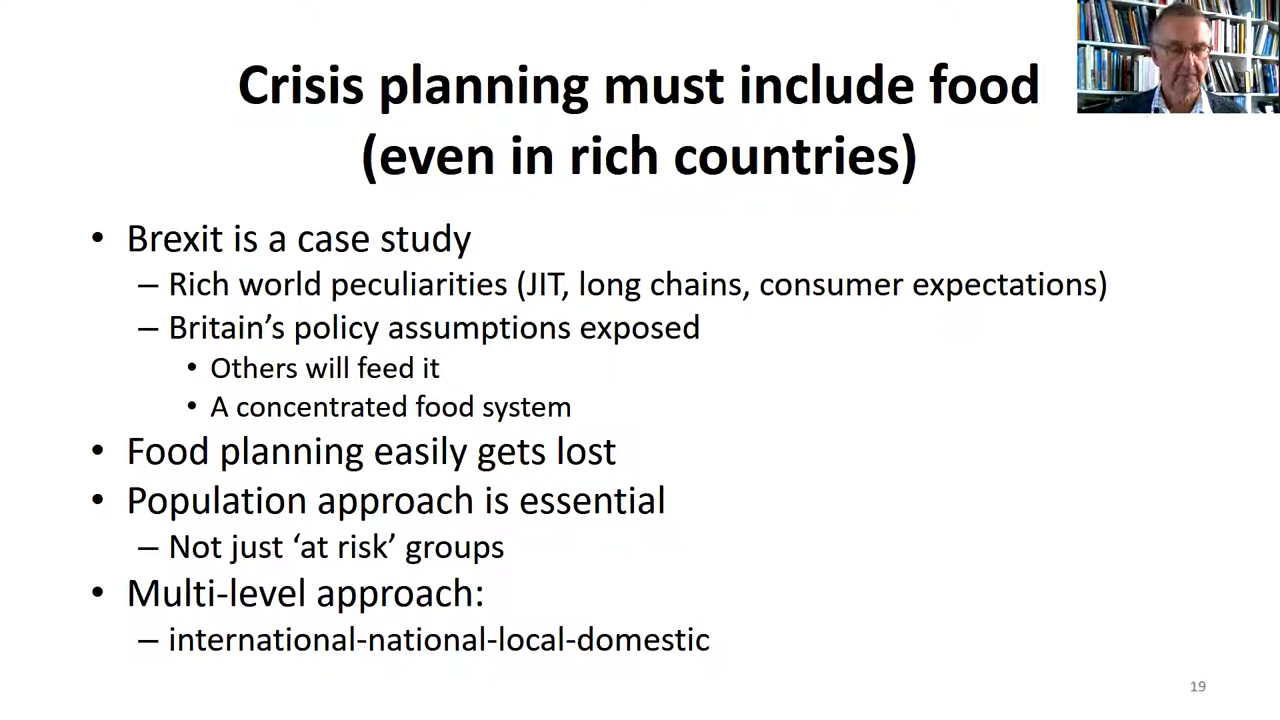 Crisis planning must include food
(even in rich countries)
• Brexit is a case study
– Rich world peculiarities (JIT, long chains, consumer expectations)
– Britain’s policy assumptions exposed
• Others will feed it
• A concentrated food system
• Food planning easily gets lost
• Population approach is essential
– Not just ‘at risk’ groups
• Multi-level approach:
– international-national-local-domestic
19